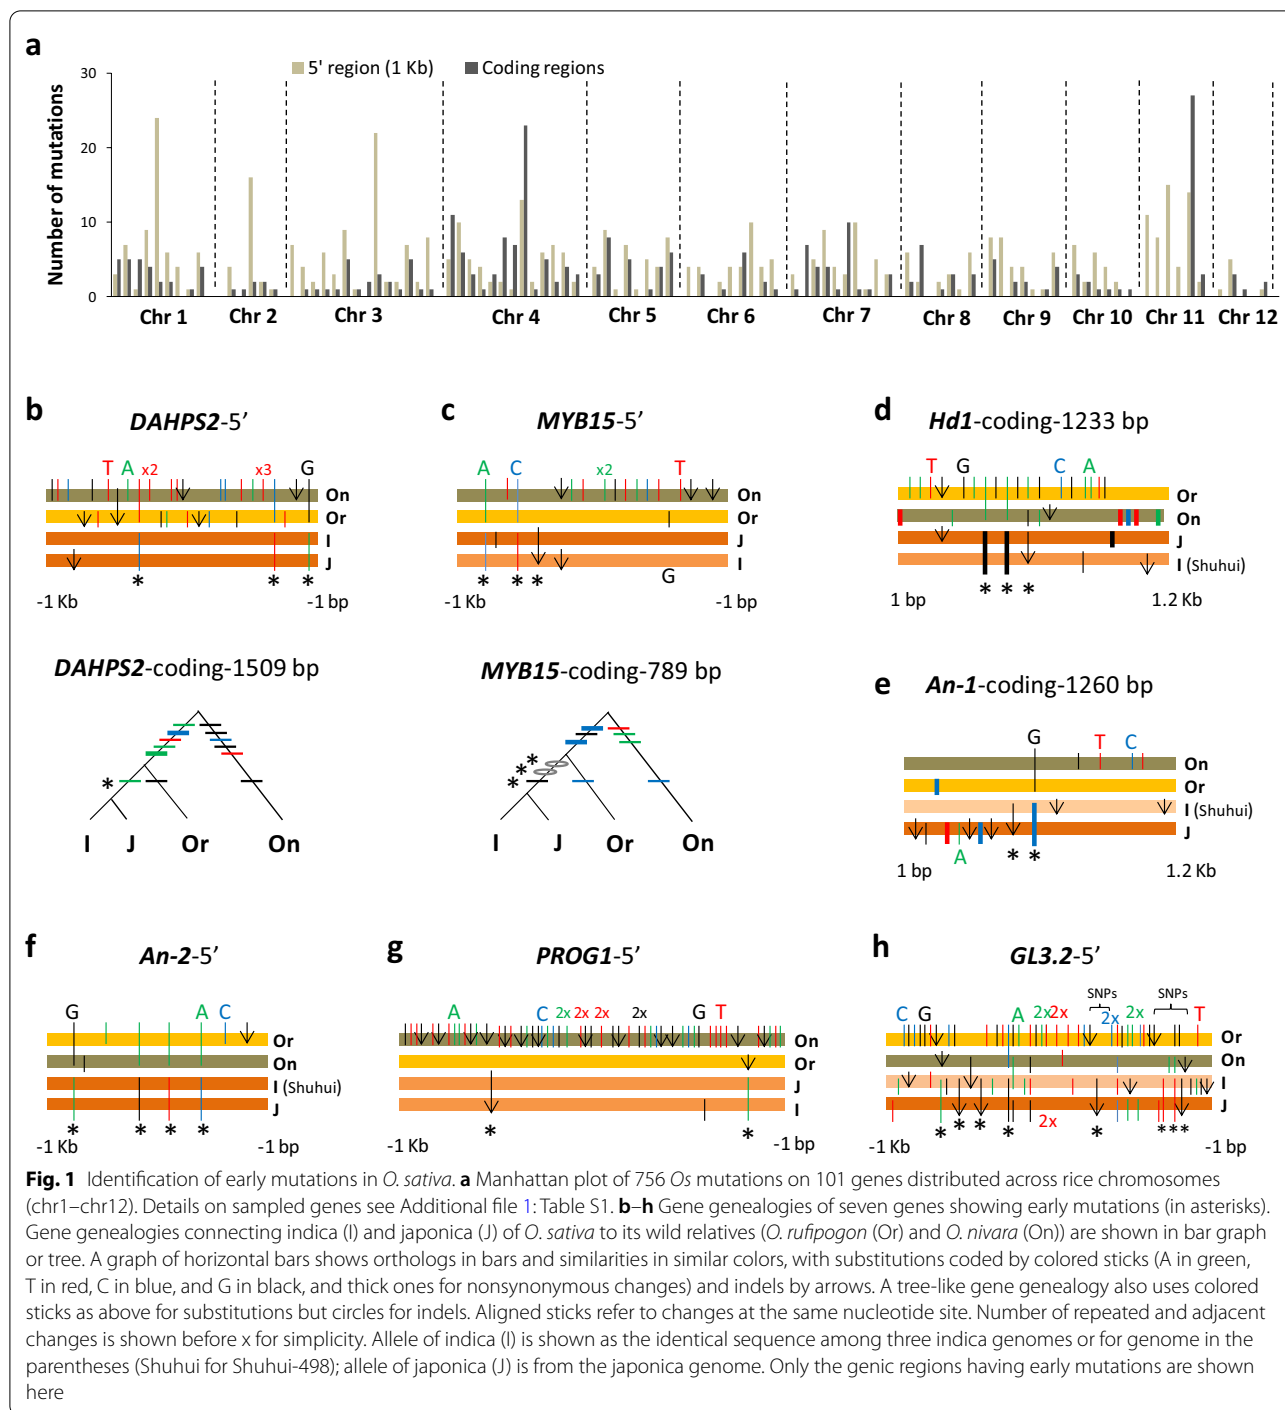 a
5' region (1 Kb)
Coding regions
Number of mutations
30
20
10
0
Chr 1
Chr 2
Chr 3
Chr 4
Chr 5
Chr 6
Chr 7
Chr 8
Chr 9
Chr 10
Chr 11
Chr 12
b
DAHPS2-5’
T A x2 x3 G
On
Or
I
J
* * *
-1 Kb -1 bp
DAHPS2-coding-1509 bp
*
I J Or On
c
MYB15-5’
A C x2 T
On
Or
J
I
* * * G
-1 Kb -1 bp
MYB15-coding-789 bp
* * *
I J Or On
d
Hd1-coding-1233 bp
T G C A
Or
On
J
I (Shuhui)
* * *
1 bp 1.2 Kb
e
An-1-coding-1260 bp
G T C
On
Or
I (Shuhui)
J
A * *
1 bp 1.2 Kb
f
An-2-5’
G A C
Or
On
I (Shuhui)
J
* * * *
-1 Kb -1 bp
g
PROG1-5’
A C 2x 2x 2x 2x G T
On
Or
J
I
* *
-1 Kb -1 bp
h
GL3.2-5’
SNPs SNPs
C G A 2x 2x 2x 2x T
Or
On
I
J
2x
* * * * * * * *
-1Kb -1 bp
Fig. 1 Identification of early mutations in O. sativa. a Manhattan plot of 756 Os mutations on 101 genes distributed across rice chromosomes
(chr1–chr12). Details on sampled genes see Additional file 1: Table S1. b–h Gene genealogies of seven genes showing early mutations (in asterisks).
Gene genealogies connecting indica (I) and japonica (J) of O. sativa to its wild relatives (O. rufipogon (Or) and O. nivara (On)) are shown in bar graph
or tree. A graph of horizontal bars shows orthologs in bars and similarities in similar colors, with substitutions coded by colored sticks (A in green,
T in red, C in blue, and G in black, and thick ones for nonsynonymous changes) and indels by arrows. A tree-like gene genealogy also uses colored
sticks as above for substitutions but circles for indels. Aligned sticks refer to changes at the same nucleotide site. Number of repeated and adjacent
changes is shown before x for simplicity. Allele of indica (I) is shown as the identical sequence among three indica genomes or for genome in the
parentheses (Shuhui for Shuhui-498); allele of japonica (J) is from the japonica genome. Only the genic regions having early mutations are shown
here